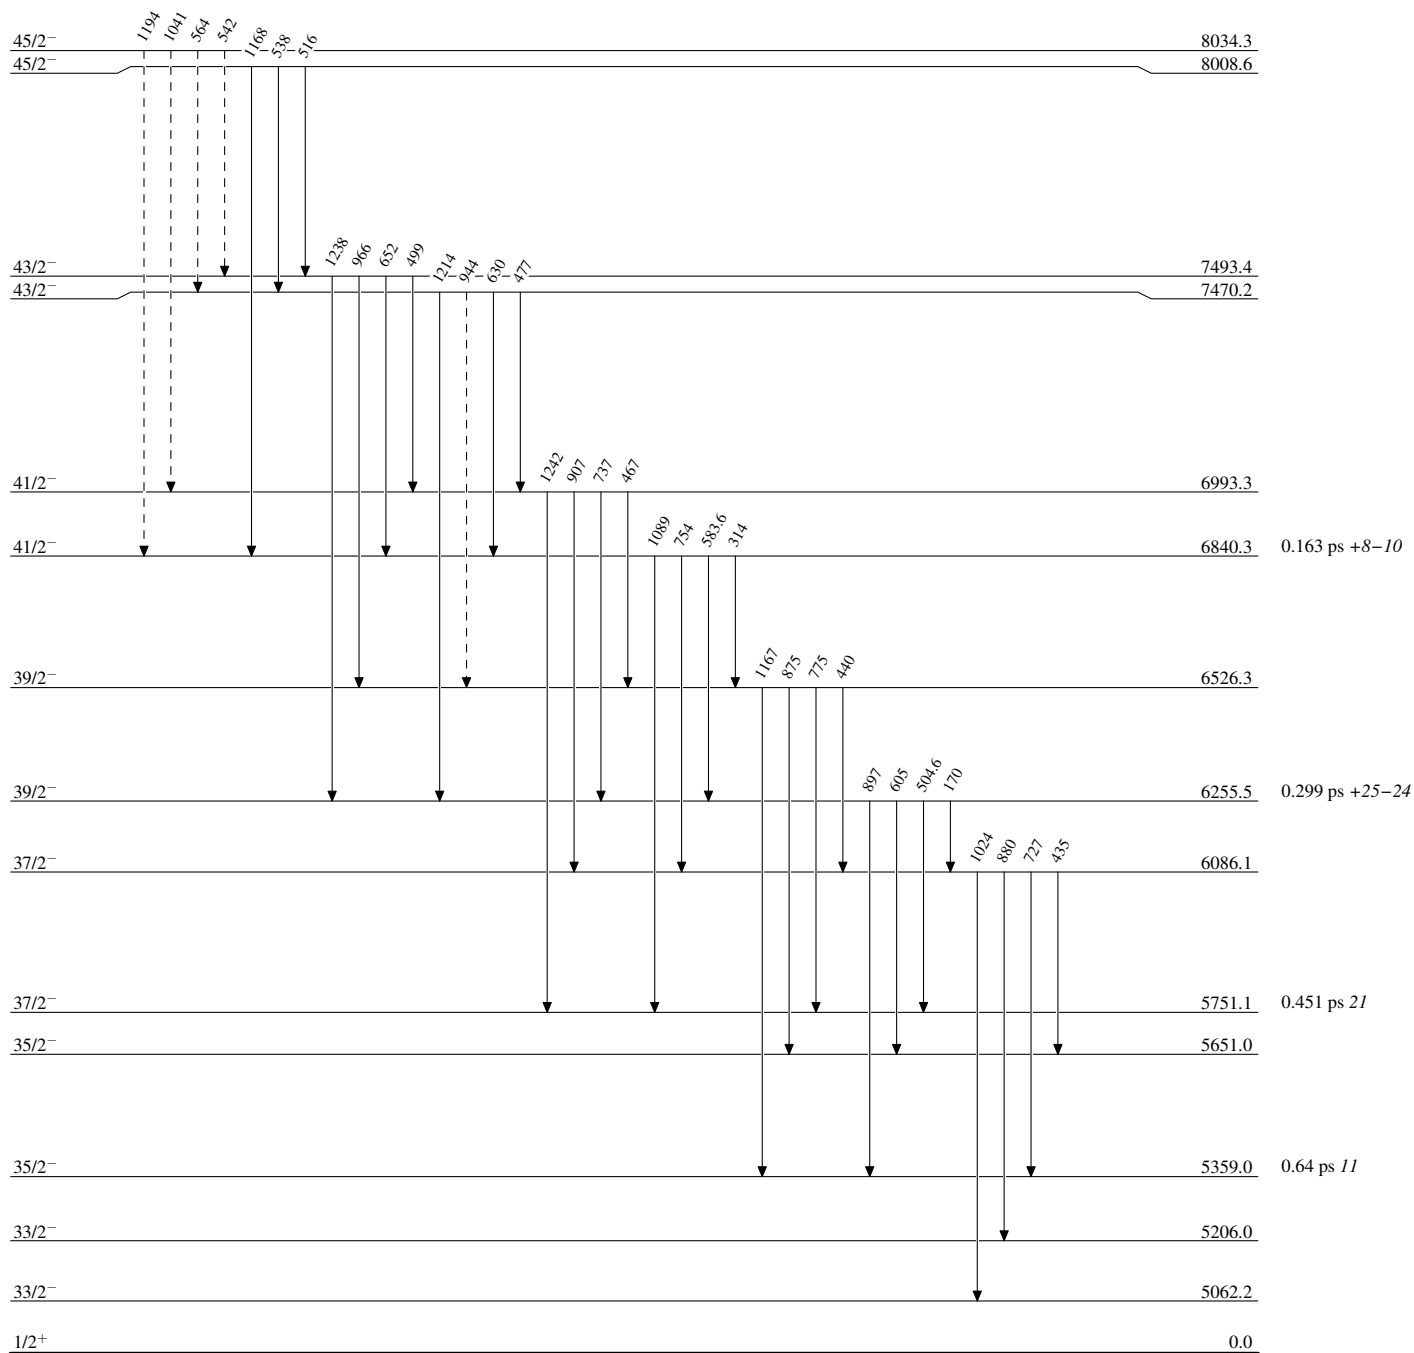 1194 1041 564 542 1168 538 516
45/2⁻ 8034.3
45/2⁻ 8008.6
1238 966 652 499 1214 944 630 477
43/2⁻ 7493.4
43/2⁻ 7470.2
1242 907 737 467
41/2⁻ 6993.3
1089 754 583.6 314
41/2⁻ 6840.3 0.163 ps +8−10
1167 875 775 440
39/2⁻ 6526.3
897 605 504.6 170
39/2⁻ 6255.5 0.299 ps +25−24
1024 880 727 435
37/2⁻ 6086.1
37/2⁻ 5751.1 0.451 ps 21
35/2⁻ 5651.0
35/2⁻ 5359.0 0.64 ps 11
33/2⁻ 5206.0
33/2⁻ 5062.2
1/2⁺ 0.0